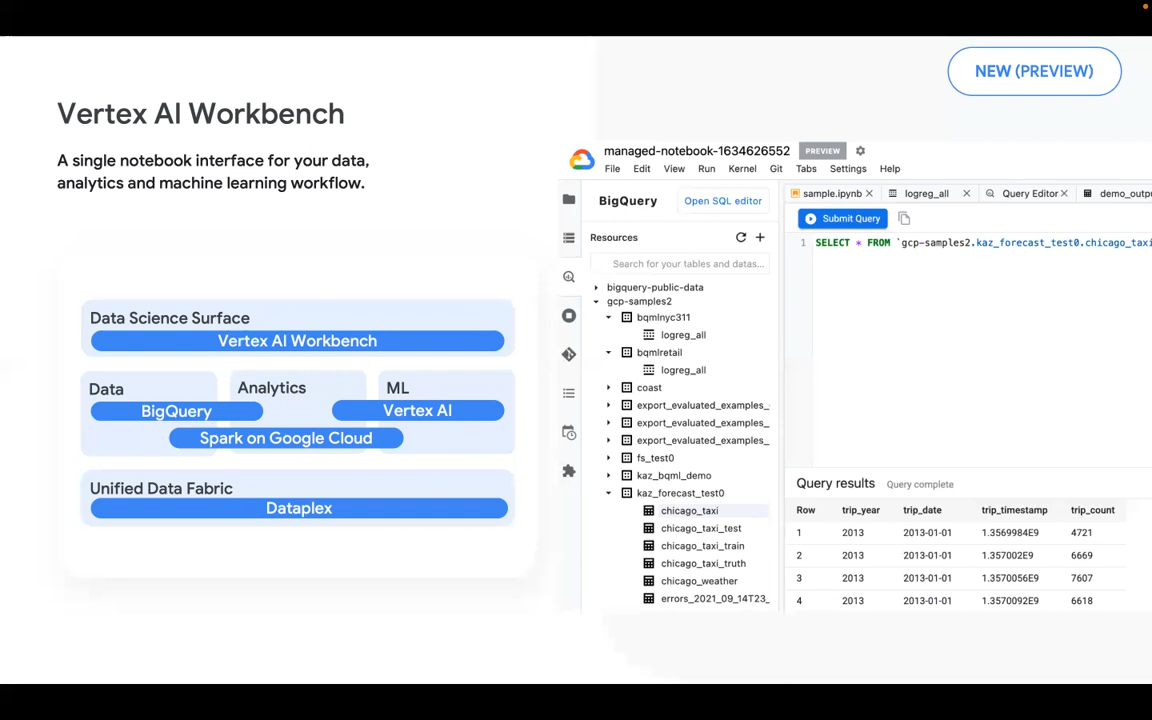 NEW (PREVIEW)
Vertex AI Workbench
A single notebook interface for your data,
analytics and machine learning workflow.
Data Science Surface
Vertex AI Workbench
Data
Analytics
ML
BigQuery
Vertex AI
Spark on Google Cloud
Unified Data Fabric
Dataplex
managed-notebook-1634626552 PREVIEW
File Edit View Run Kernel Git Tabs Settings Help
BigQuery Open SQL editor
Resources
Search for your tables and datas...
bigquery-public-data
gcp-samples2
bqmlnyc311
logreg_all
bqmlretail
logreg_all
coast
export_evaluated_examples_
export_evaluated_examples_
export_evaluated_examples_
fs_test0
kaz_bqml_demo
kaz_forecast_test0
chicago_taxi
chicago_taxi_test
chicago_taxi_train
chicago_taxi_truth
chicago_weather
errors_2021_09_14T23_
sample.ipynb logreg_all Query Editor demo_outpu
Submit Query
1 SELECT * FROM `gcp-samples2.kaz_forecast_test0.chicago_taxi
Query results Query complete
Row trip_year trip_date trip_timestamp trip_count
1 2013 2013-01-01 1.3569984E9 4721
2 2013 2013-01-01 1.357002E9 6669
3 2013 2013-01-01 1.3570056E9 7607
4 2013 2013-01-01 1.3570092E9 6618